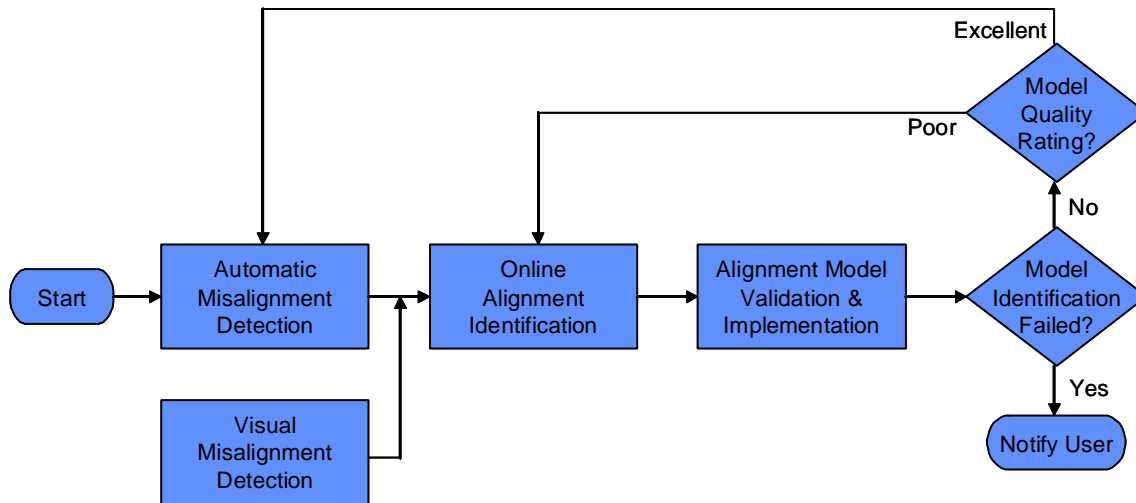 Excellent
Model
Quality
Rating?
Poor
No
Start
Automatic
Misalignment
Detection
Online
Alignment
Identification
Alignment Model
Validation &
Implementation
Model
Identification
Failed?
Yes
Visual
Misalignment
Detection
Notify User